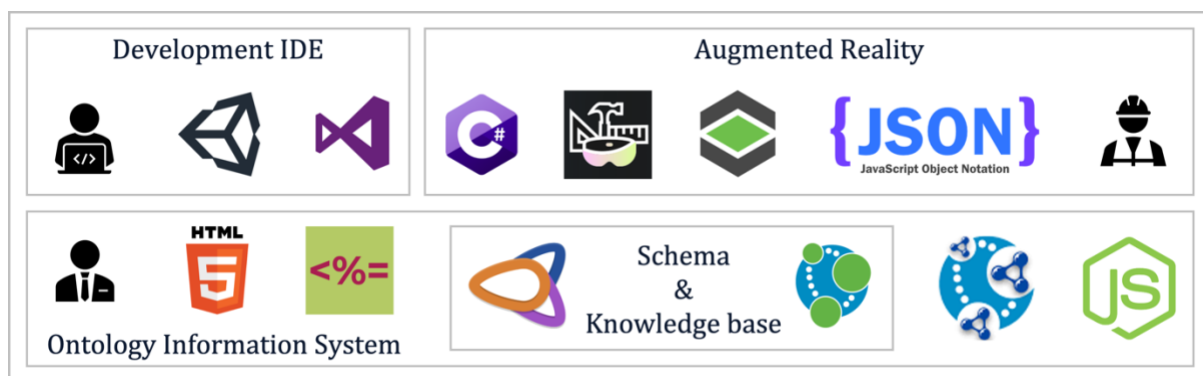 Development IDE
Augmented Reality
</>
C#
{JSON}
JavaScript Object Notation
HTML
5
<%=
Ontology Information System
Schema
&
Knowledge base
JS